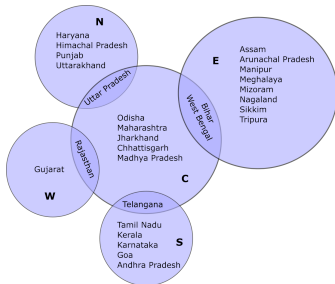 N
Haryana
Himachal Pradesh
Punjab
Uttarakhand
Uttar Pradesh
E
Assam
Arunachal Pradesh
Manipur
Meghalaya
Mizoram
Nagaland
Sikkim
Tripura
Bihar
West Bengal
Odisha
Maharashtra
Jharkhand
Chhattisgarh
Madhya Pradesh
C
Rajasthan
Gujarat
W
Telangana
Tamil Nadu
Kerala
Karnataka
Goa
Andhra Pradesh
S